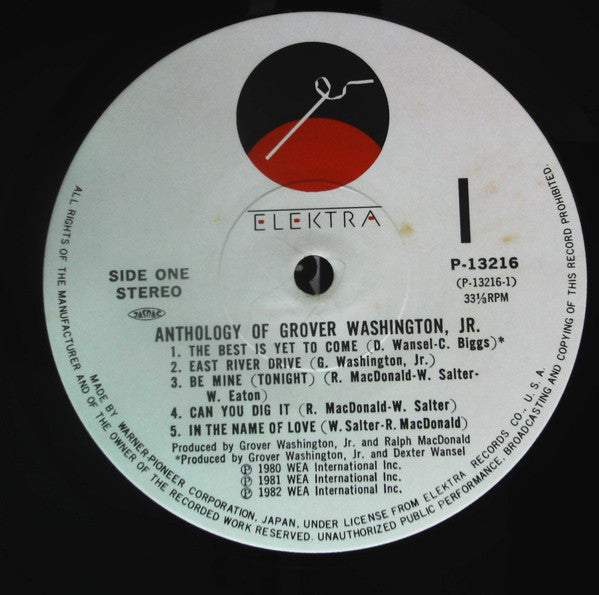 ELEKTRA
SIDE ONE
STEREO
JASRAC
I
P-13216
(P-13216-1)
33⅓RPM
ANTHOLOGY OF GROVER WASHINGTON, JR.
1. THE BEST IS YET TO COME (D. Wansel-C. Biggs)*
2. EAST RIVER DRIVE (G. Washington, Jr.)
3. BE MINE (TONIGHT) (R. MacDonald-W. Salter-
W. Eaton)
4. CAN YOU DIG IT (R. MacDonald-W. Salter)
5. IN THE NAME OF LOVE (W. Salter-R. MacDonald)
Produced by Grover Washington, Jr. and Ralph MacDonald
*Produced by Grover Washington, Jr. and Dexter Wansel
Ⓟ 1980 WEA International Inc.
Ⓟ 1981 WEA International Inc.
Ⓟ 1982 WEA International Inc.
MADE BY WARNER-PIONEER CORPORATION, JAPAN, UNDER LICENSE FROM ELEKTRA RECORDS CO., U.S.A.
ALL RIGHTS OF THE MANUFACTURER AND OF THE OWNER OF THE RECORDED WORK RESERVED. UNAUTHORIZED PUBLIC PERFORMANCE, BROADCASTING AND COPYING OF THIS RECORD PROHIBITED.